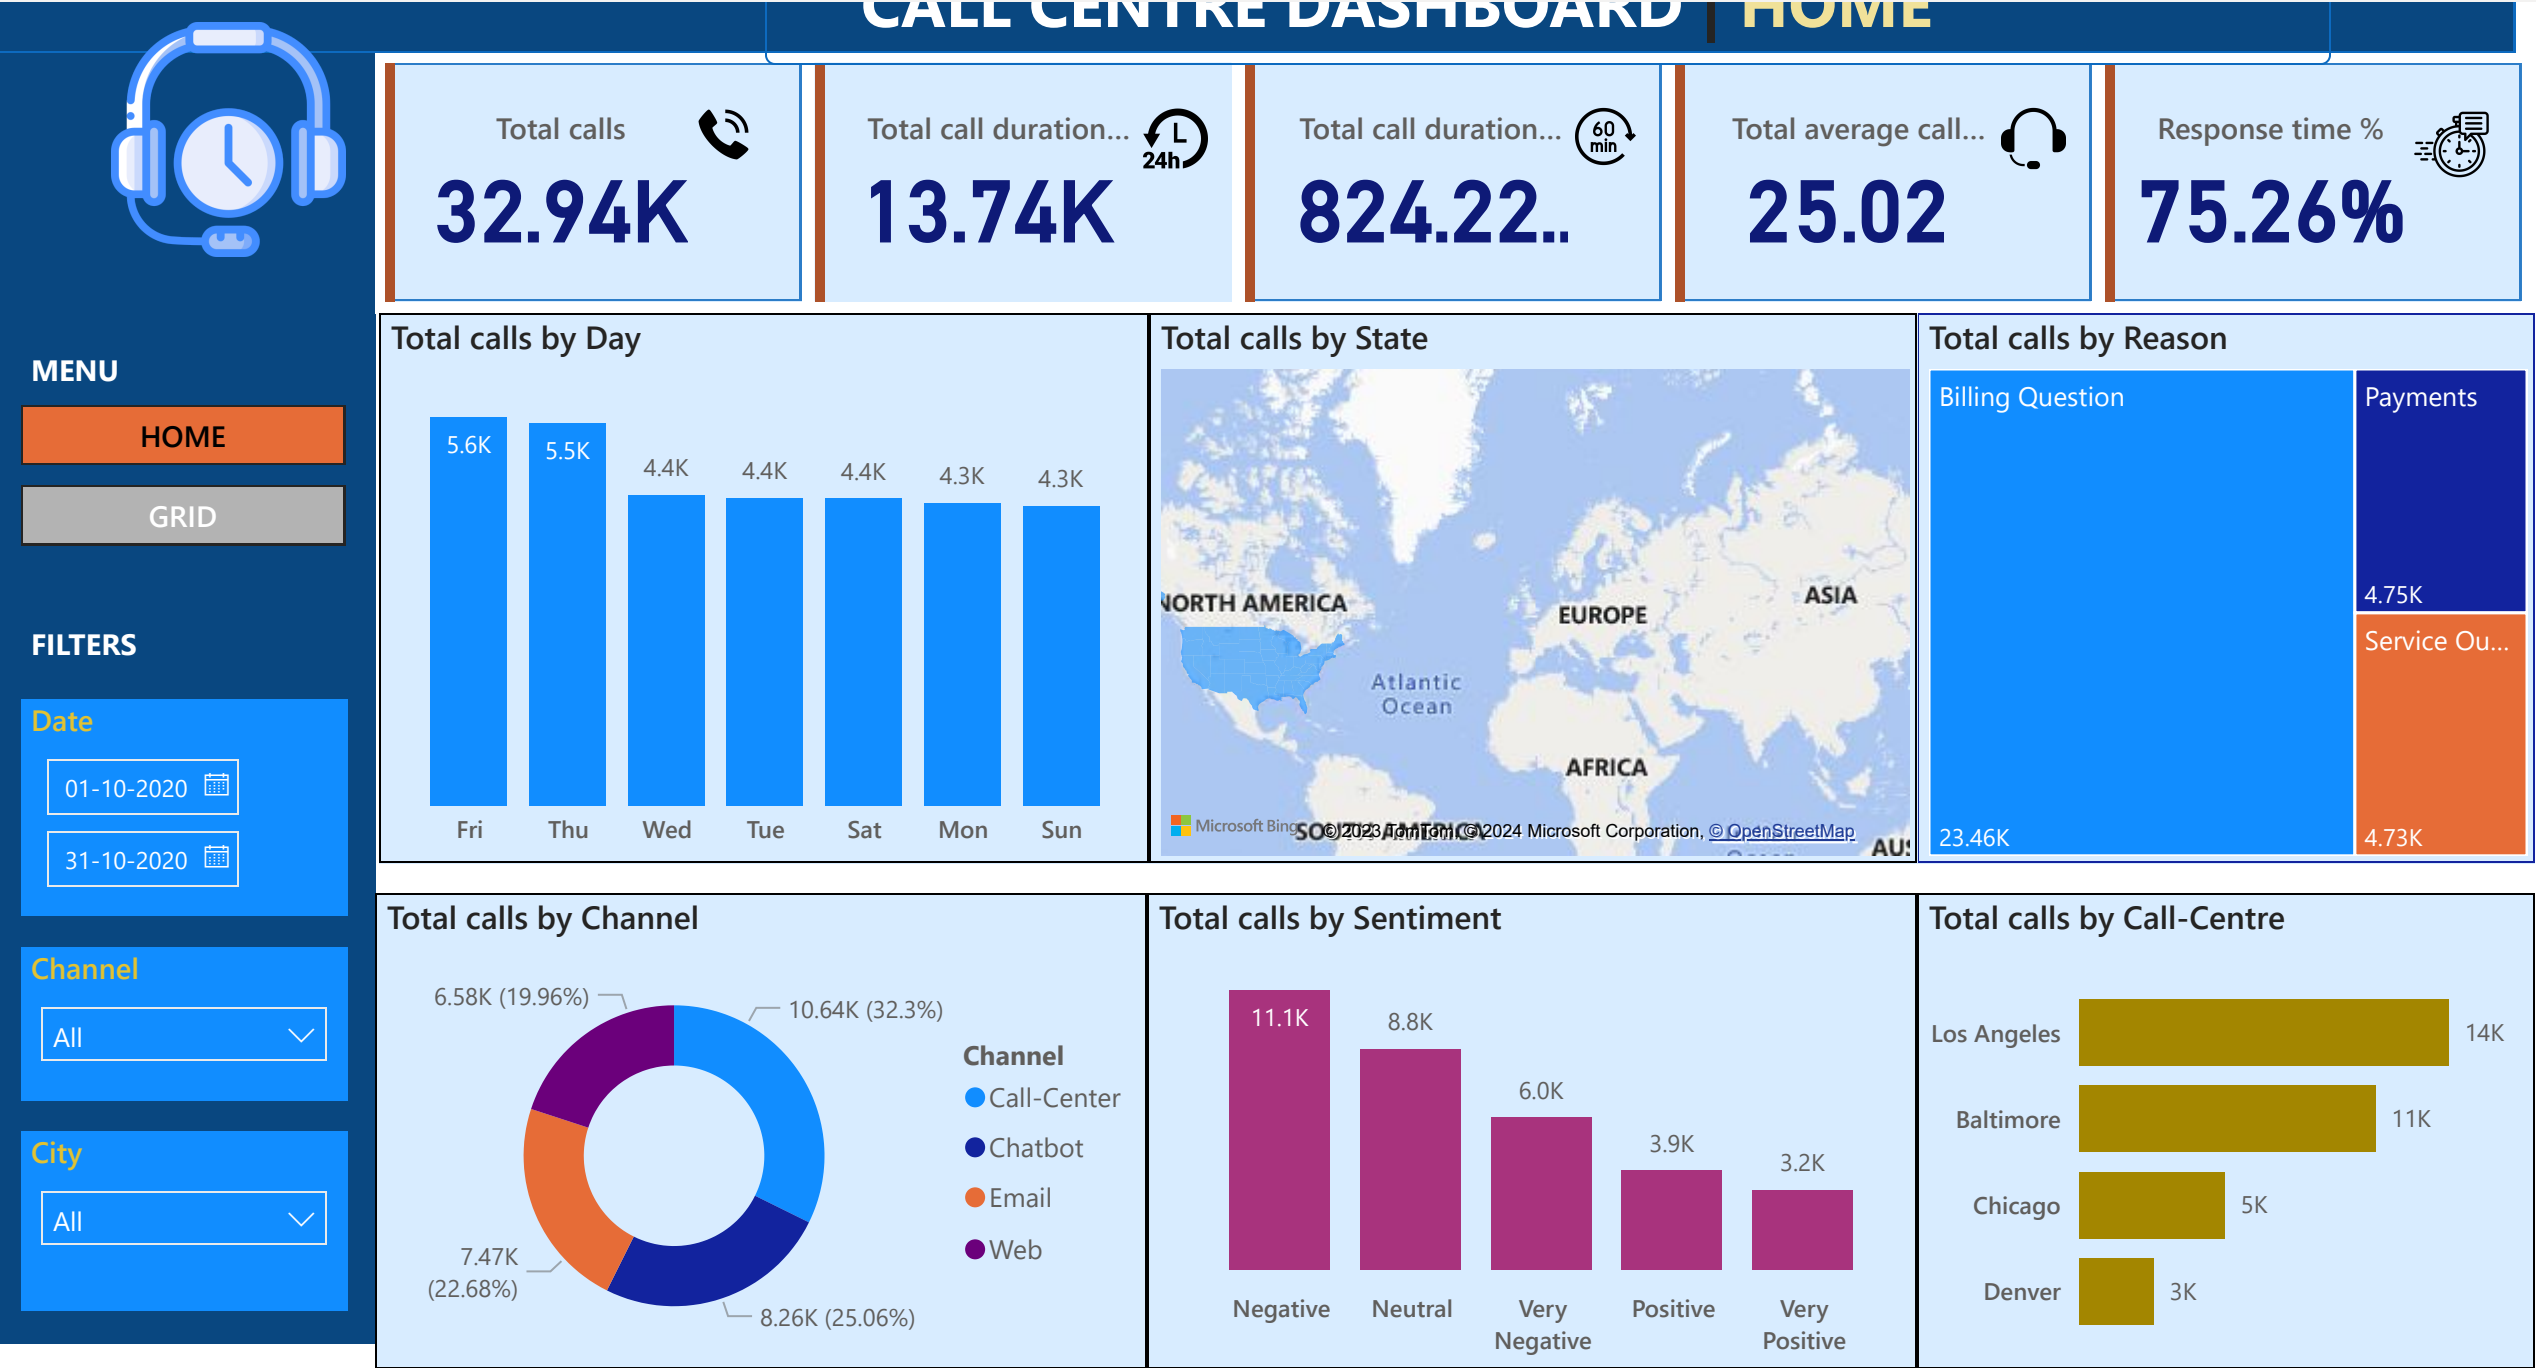 CALL CENTRE DASHBOARD | HOME
Total calls
32.94K
Total call duration...
24h
13.74K
Total call duration...
60
min
824.22..
Total average call...
25.02
Response time %
75.26%
MENU
HOME
GRID
FILTERS
Date
01-10-2020
31-10-2020
Channel
All
City
All
Total calls by Day
5.6K
5.5K
4.4K
4.4K
4.4K
4.3K
4.3K
Fri
Thu
Wed
Tue
Sat
Mon
Sun
Total calls by State
NORTH AMERICA
EUROPE
ASIA
Atlantic
Ocean
AFRICA
SOUTH AMERICA
AUS
Microsoft Bing
© 2023 TomTom, © 2024 Microsoft Corporation, © OpenStreetMap
Total calls by Reason
Billing Question
23.46K
Payments
4.75K
Service Ou...
4.73K
Total calls by Channel
6.58K (19.96%)
10.64K (32.3%)
7.47K
(22.68%)
8.26K (25.06%)
Channel
Call-Center
Chatbot
Email
Web
Total calls by Sentiment
11.1K
8.8K
6.0K
3.9K
3.2K
Negative
Neutral
Very
Negative
Positive
Very
Positive
Total calls by Call-Centre
Los Angeles
14K
Baltimore
11K
Chicago
5K
Denver
3K